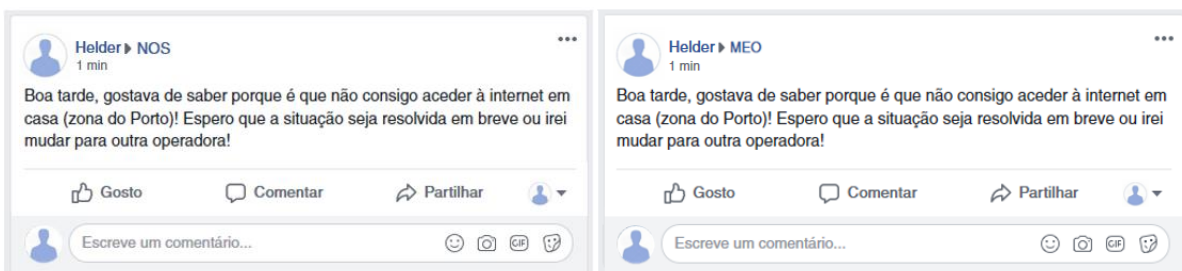 Helder ▸ NOS
1 min
Boa tarde, gostava de saber porque é que não consigo aceder à internet em
casa (zona do Porto)! Espero que a situação seja resolvida em breve ou irei
mudar para outra operadora!
Gosto Comentar Partilhar
Escreve um comentário... GIF
Helder ▸ MEO
1 min
Boa tarde, gostava de saber porque é que não consigo aceder à internet em
casa (zona do Porto)! Espero que a situação seja resolvida em breve ou irei
mudar para outra operadora!
Gosto Comentar Partilhar
Escreve um comentário... GIF